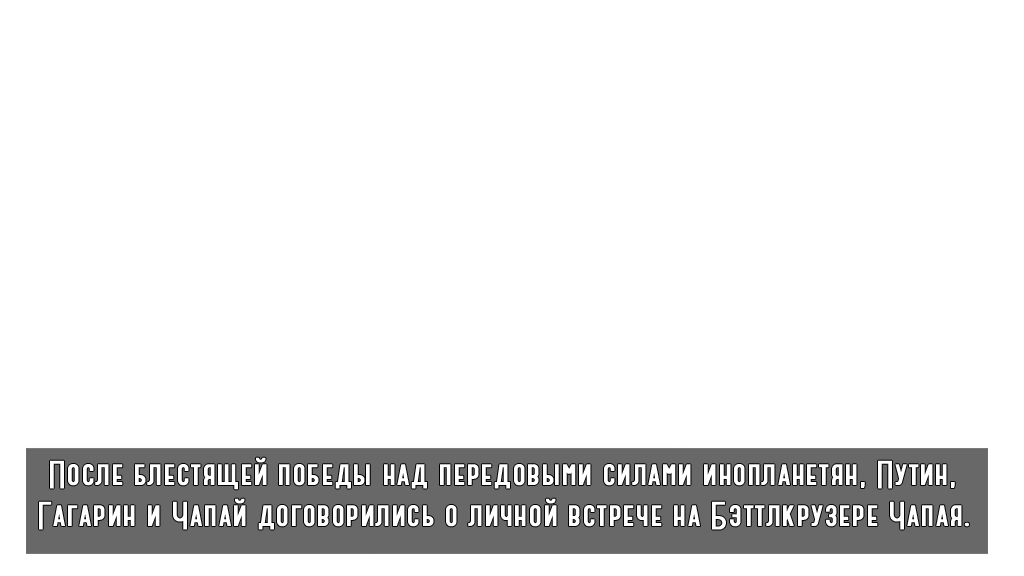 После блестящей победы над передовыми силами инопланетян, Путин,
Гагарин и Чапай договорились о личной встрече на Бэттлкрузере Чапая.